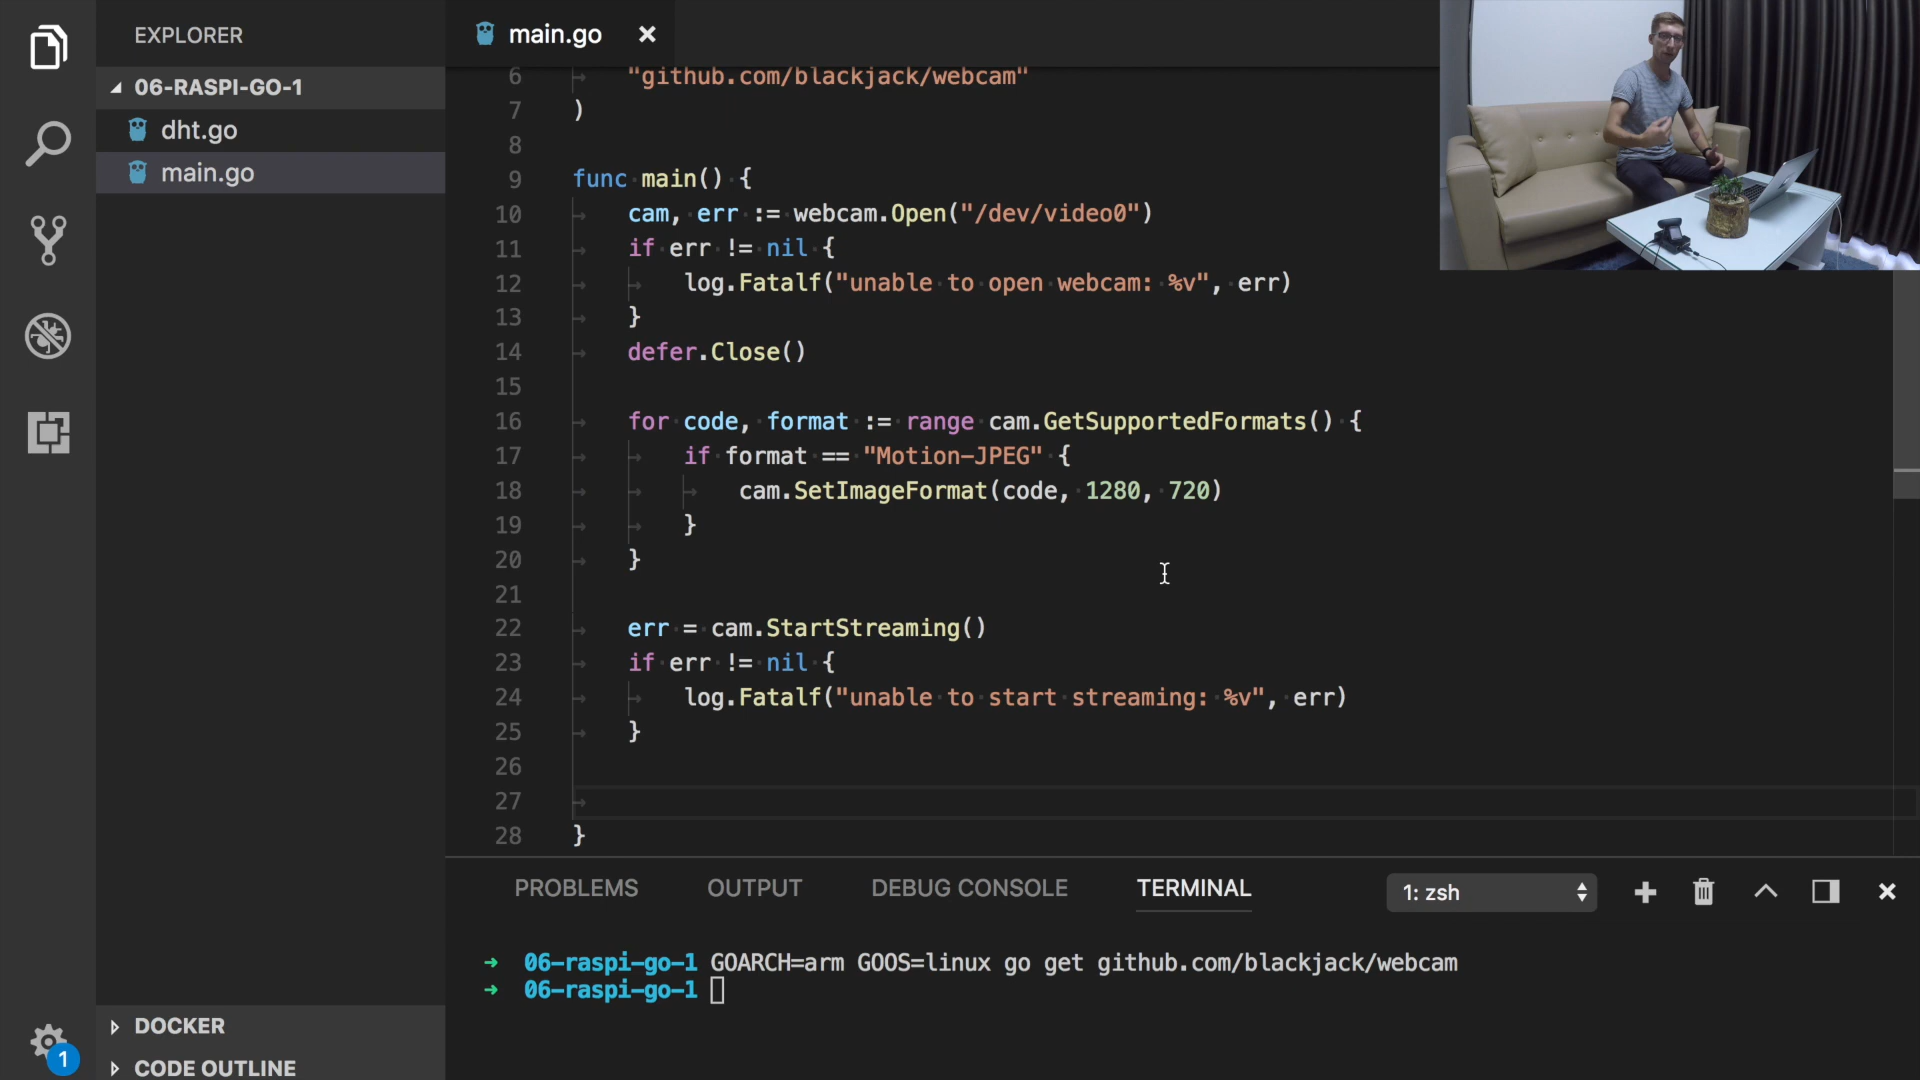 EXPLORER
06-RASPI-GO-1
dht.go
main.go
DOCKER
CODE OUTLINE
1
main.go
6 "github.com/blackjack/webcam"
7 )
8
9 func main() {
10 cam, err := webcam.Open("/dev/video0")
11 if err != nil {
12 log.Fatalf("unable to open webcam: %v", err)
13 }
14 defer.Close()
15
16 for code, format := range cam.GetSupportedFormats() {
17 if format == "Motion-JPEG" {
18 cam.SetImageFormat(code, 1280, 720)
19 }
20 }
21
22 err = cam.StartStreaming()
23 if err != nil {
24 log.Fatalf("unable to start streaming: %v", err)
25 }
26
27
28 }
PROBLEMS OUTPUT DEBUG CONSOLE TERMINAL 1: zsh
→ 06-raspi-go-1 GOARCH=arm GOOS=linux go get github.com/blackjack/webcam
→ 06-raspi-go-1